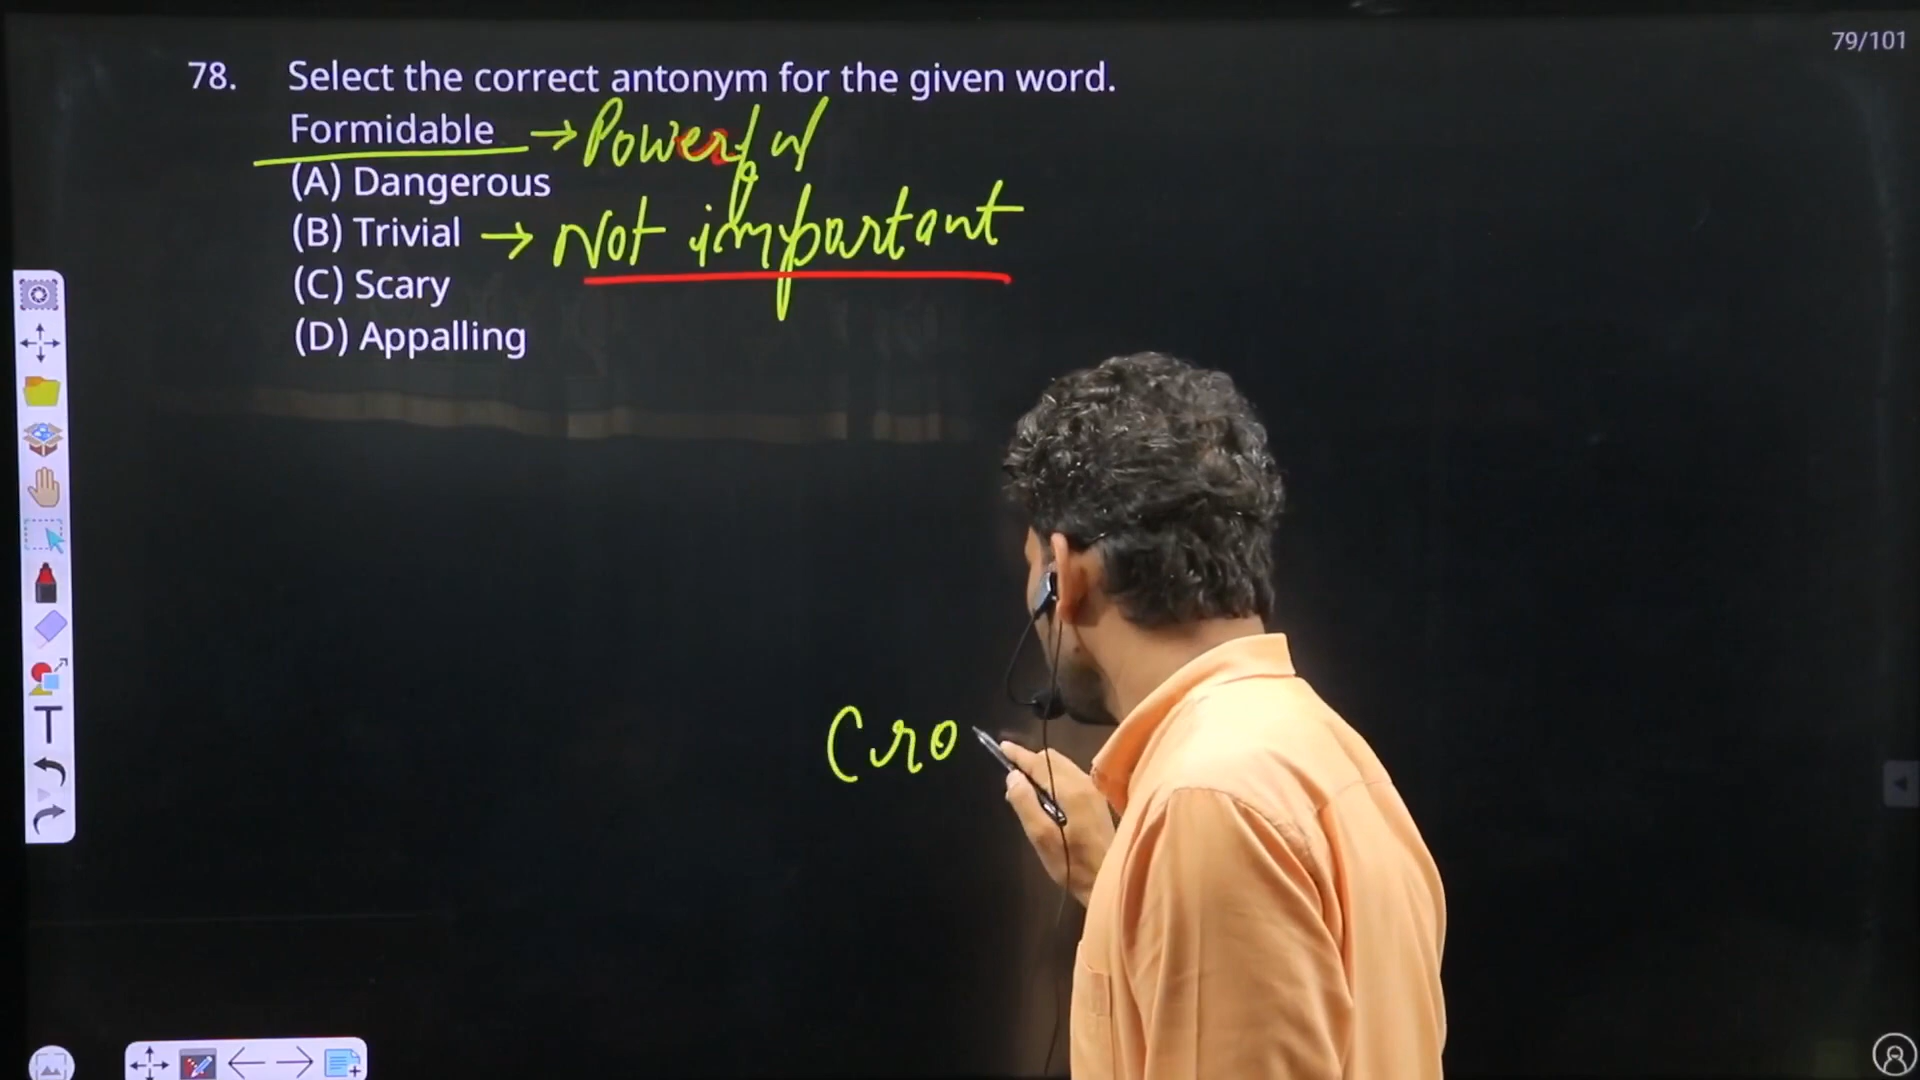 79/101
78. Select the correct antonym for the given word.
Formidable → Powerful
(A) Dangerous
(B) Trivial → Not important
(C) Scary
(D) Appalling
Cro
T